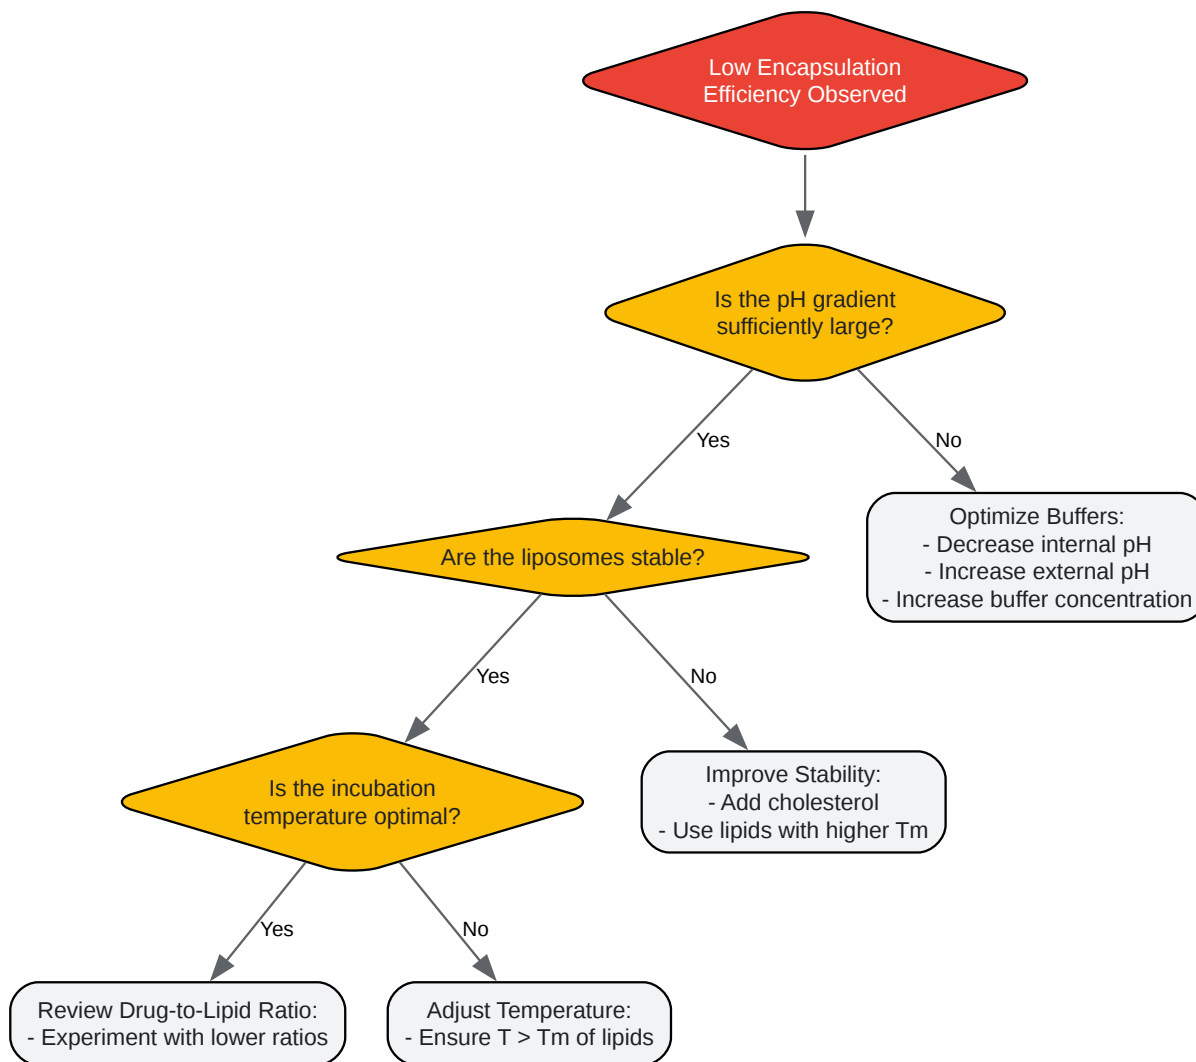 Low Encapsulation
Efficiency Observed
Is the pH gradient
sufficiently large?
Yes
No
Optimize Buffers:
- Decrease internal pH
- Increase external pH
- Increase buffer concentration
Are the liposomes stable?
Yes
No
Improve Stability:
- Add cholesterol
- Use lipids with higher Tm
Is the incubation
temperature optimal?
Yes
No
Review Drug-to-Lipid Ratio:
- Experiment with lower ratios
Adjust Temperature:
- Ensure T > Tm of lipids